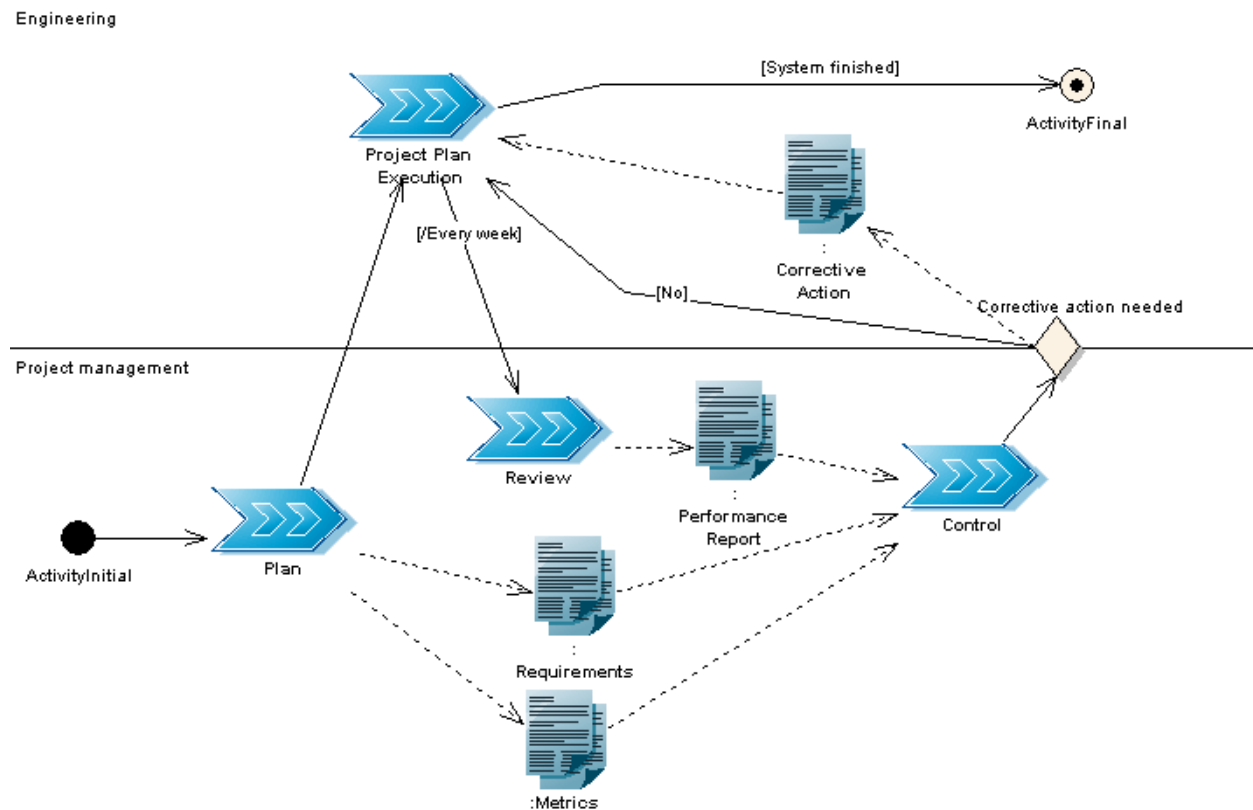 Engineering
[System finished]
ActivityFinal
Project Plan
Execution
[/Every week]
:
Corrective
Action
[No]
Corrective action needed
Project management
Review
:
Performance
Report
Control
ActivityInitial
Plan
:
Requirements
:Metrics